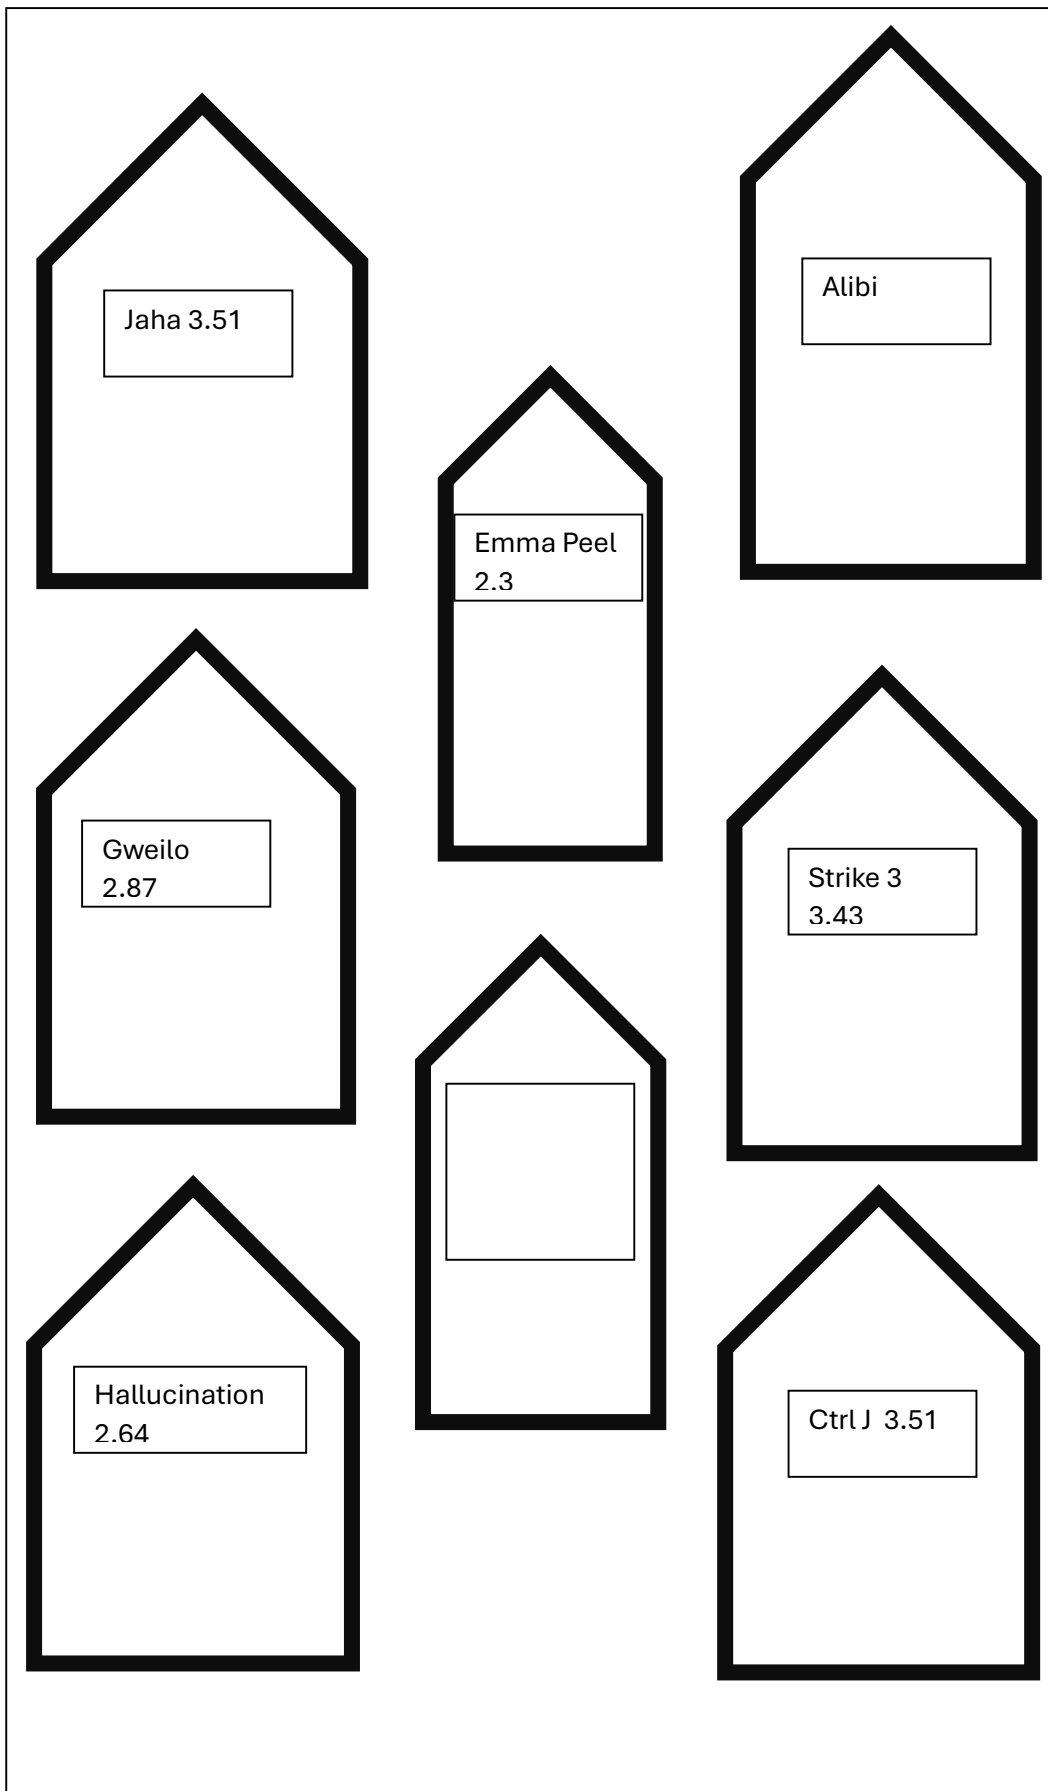 Jaha 3.51
Alibi
Emma Peel
2.3
Gweilo
2.87
Strike 3
3.43
Hallucination
2.64
Ctrl J  3.51